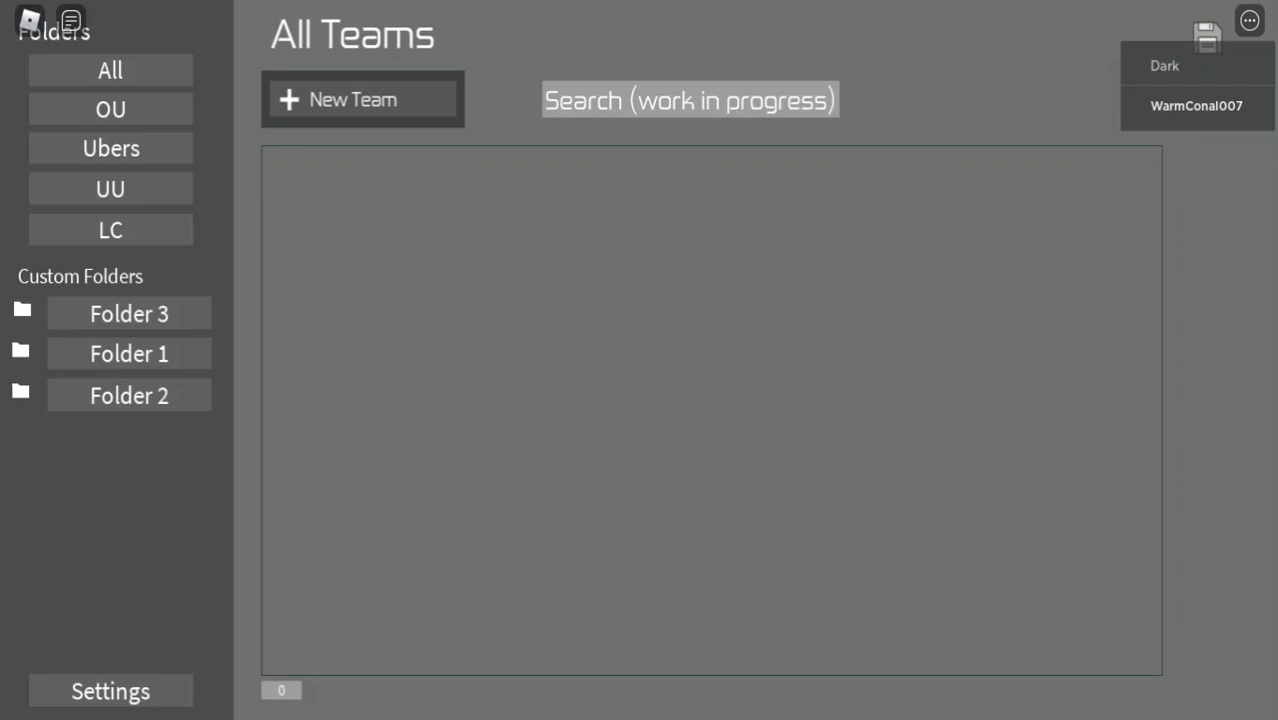 Folders
All
OU
Ubers
UU
LC
Custom Folders
Folder 3
Folder 1
Folder 2
Settings
All Teams
New Team
Search (work in progress)
0
Dark
WarmConal007